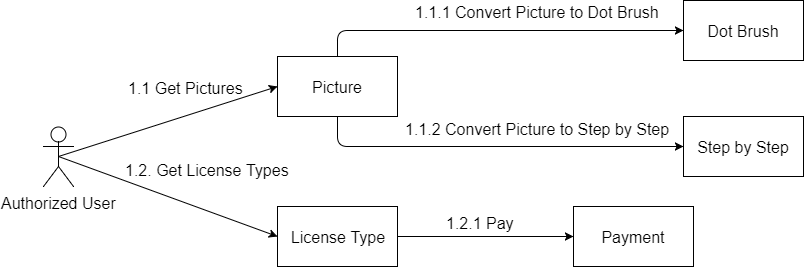 1.1.1 Convert Picture to Dot Brush
Dot Brush
1.1 Get Pictures
Picture
1.1.2 Convert Picture to Step by Step
Step by Step
1.2. Get License Types
Authorized User
License Type
1.2.1 Pay
Payment